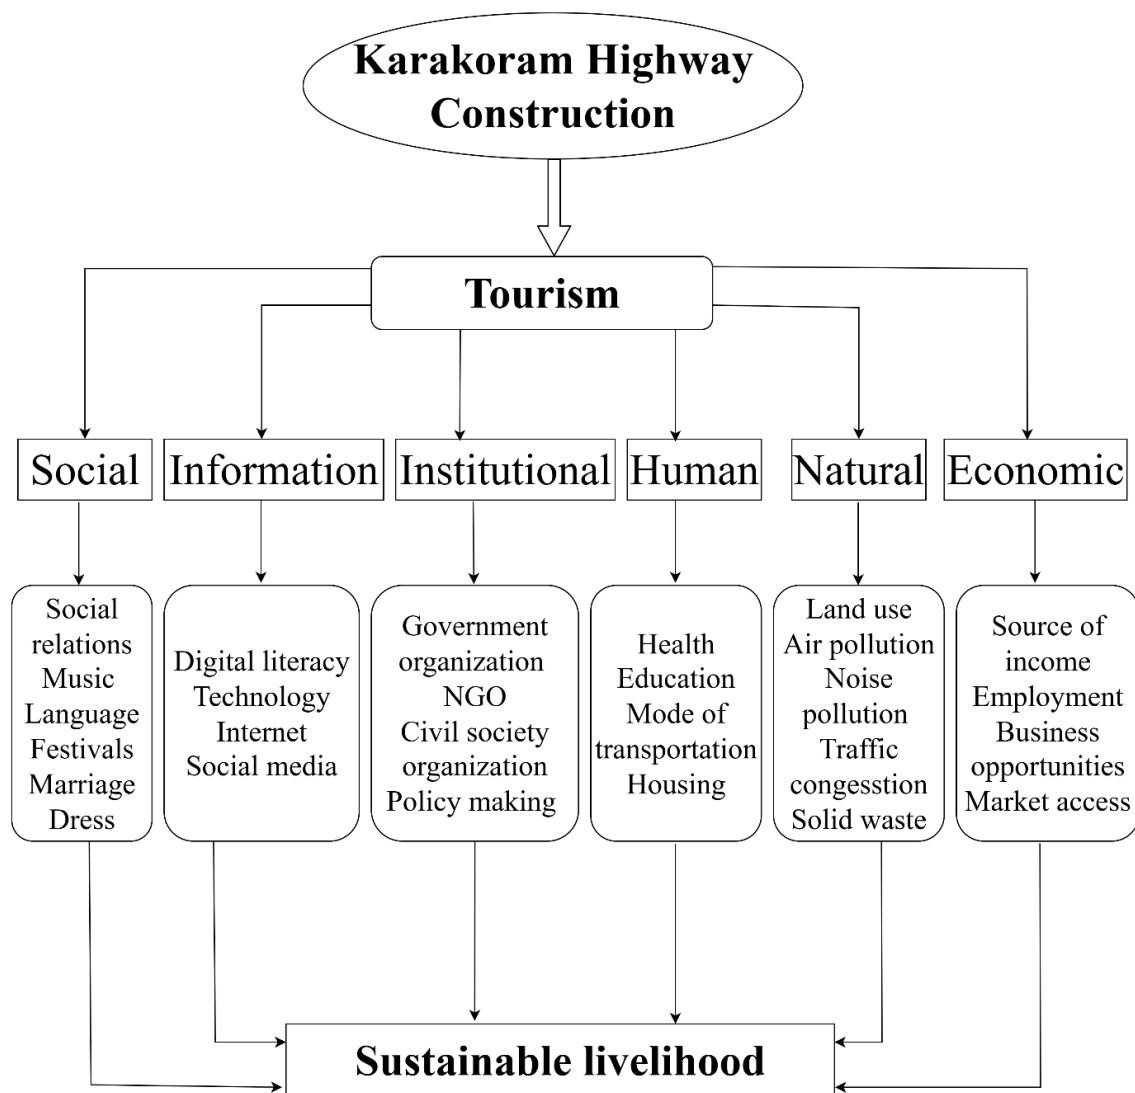 Karakoram Highway
Construction
Tourism
Social
Information
Institutional
Human
Natural
Economic
Social
relations
Music
Language
Festivals
Marriage
Dress
Digital literacy
Technology
Internet
Social media
Government
organization
NGO
Civil society
organization
Policy making
Health
Education
Mode of
transportation
Housing
Land use
Air pollution
Noise
pollution
Traffic
congesstion
Solid waste
Source of
income
Employment
Business
opportunities
Market access
Sustainable livelihood